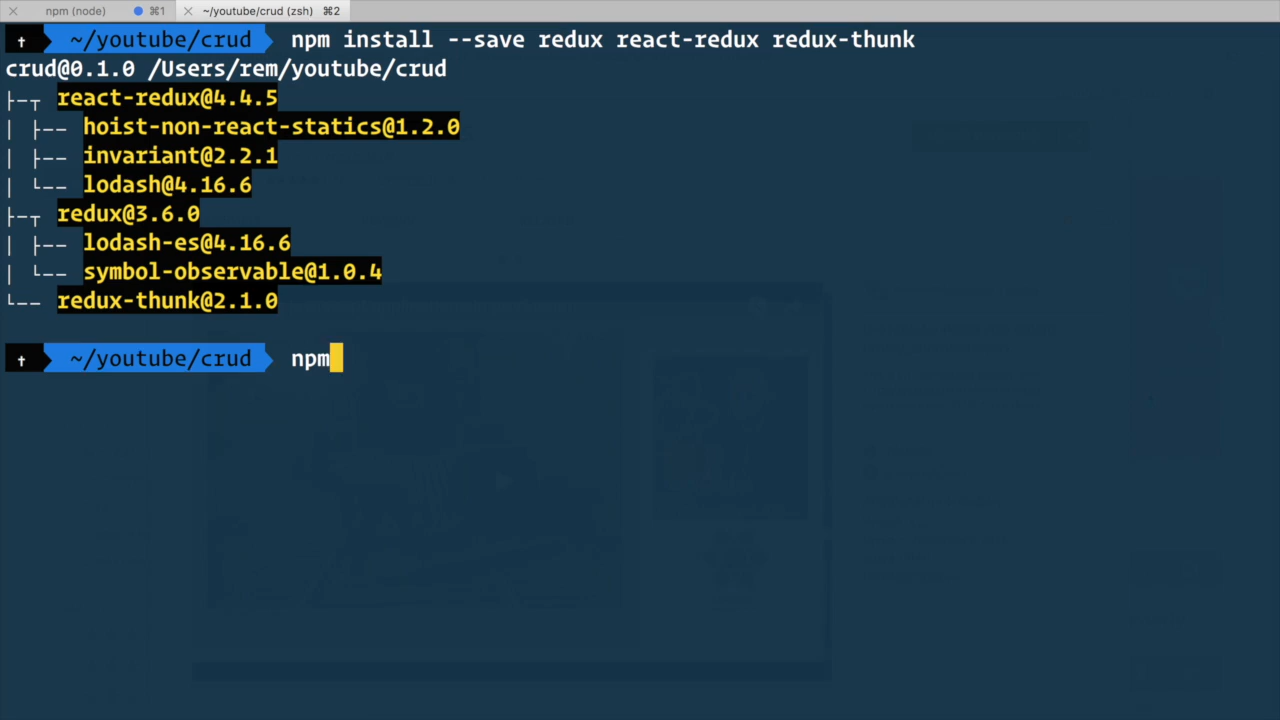 npm (node) ⌘1 ~/youtube/crud (zsh) ⌘2
~/youtube/crud npm install --save redux react-redux redux-thunk
crud@0.1.0 /Users/rem/youtube/crud
├─┬ react-redux@4.4.5
│ ├── hoist-non-react-statics@1.2.0
│ ├── invariant@2.2.1
│ └── lodash@4.16.6
├─┬ redux@3.6.0
│ ├── lodash-es@4.16.6
│ └── symbol-observable@1.0.4
└── redux-thunk@2.1.0
~/youtube/crud npm